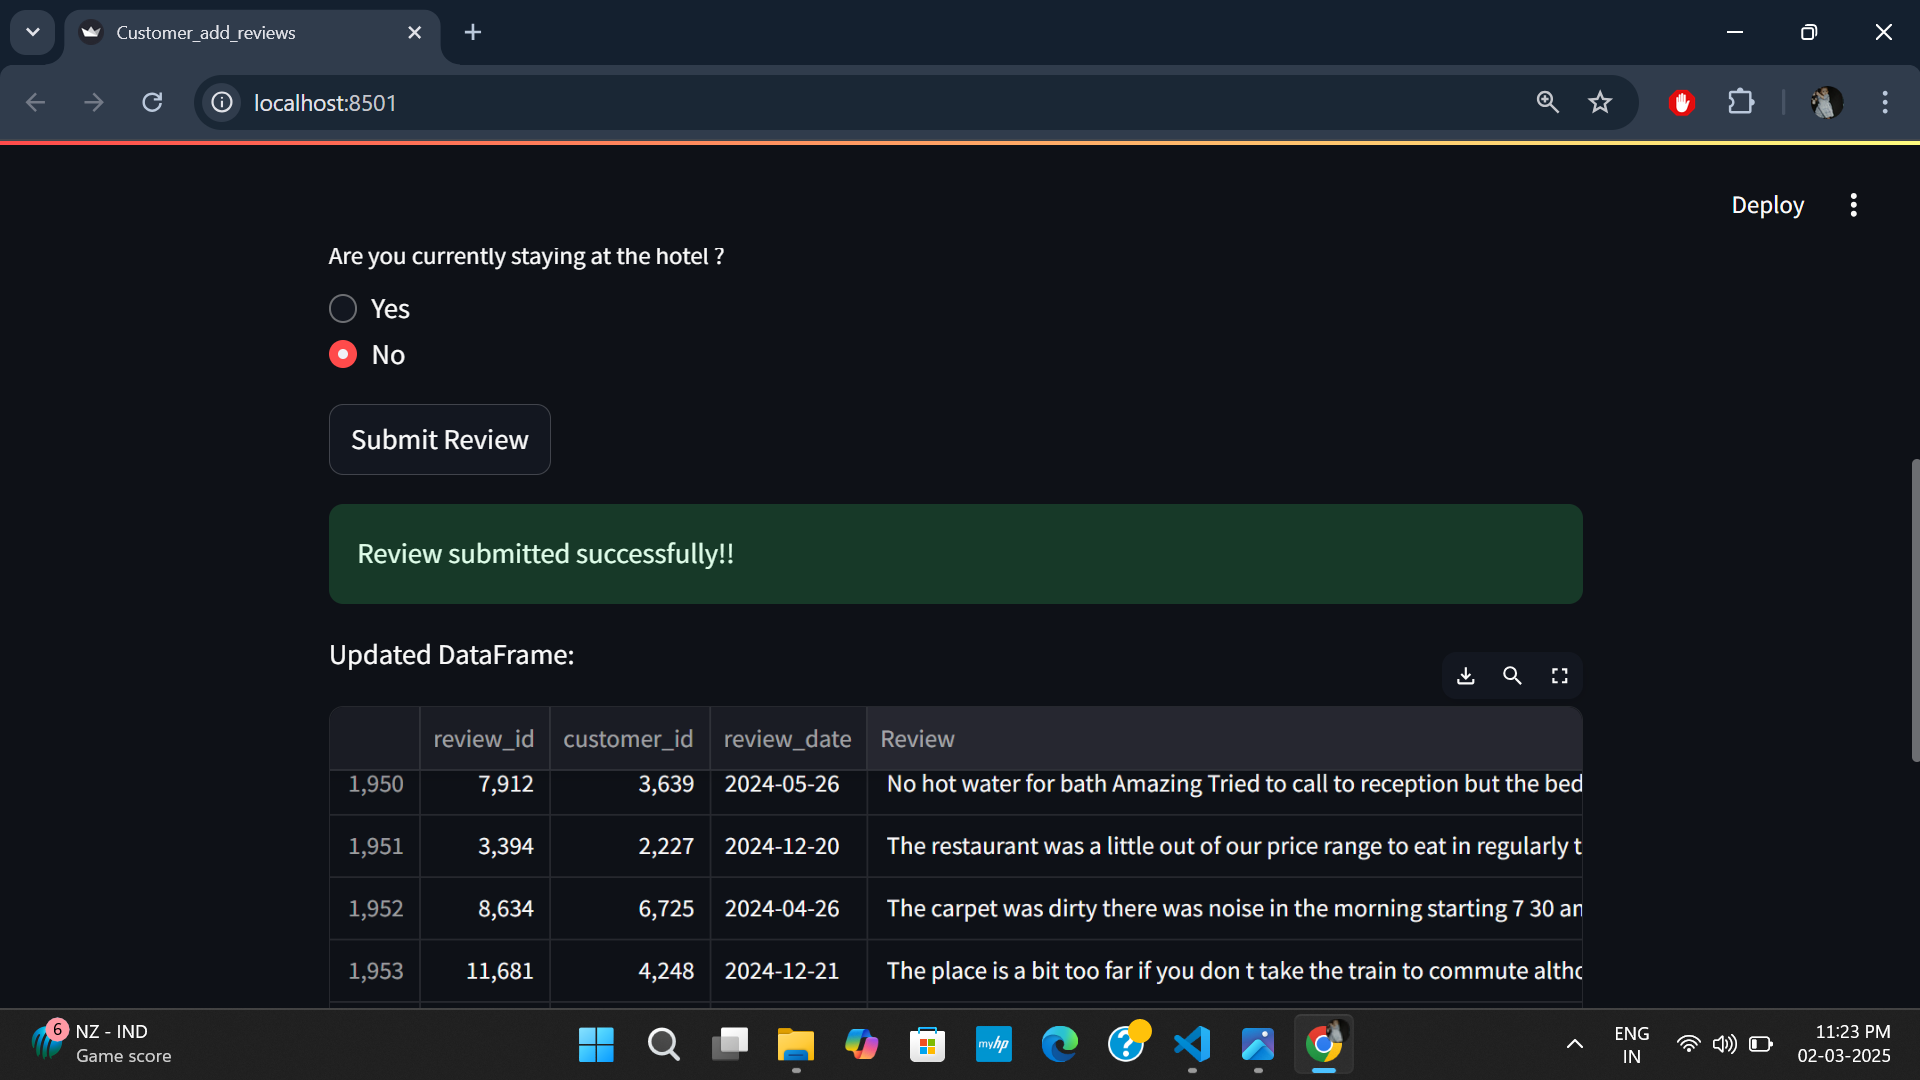 Customer_add_reviews
localhost:8501
Deploy
Are you currently staying at the hotel ?
Yes
No
Submit Review
Review submitted successfully!!
Updated DataFrame:
review_id customer_id review_date Review
1,950 7,912 3,639 2024-05-26 No hot water for bath Amazing Tried to call to reception but the bed
1,951 3,394 2,227 2024-12-20 The restaurant was a little out of our price range to eat in regularly t
1,952 8,634 6,725 2024-04-26 The carpet was dirty there was noise in the morning starting 7 30 am
1,953 11,681 4,248 2024-12-21 The place is a bit too far if you don t take the train to commute altho
6 NZ - IND
Game score
myhp
ENG
IN
11:23 PM
02-03-2025